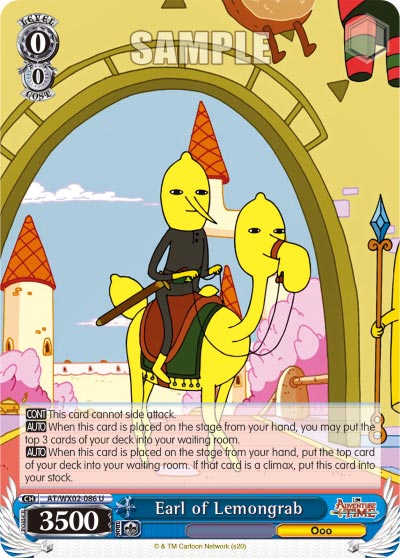 LEVEL
0
0
COST
SAMPLE
CONT This card cannot side attack.
AUTO When this card is placed on the stage from your hand, you may put the
top 3 cards of your deck into your waiting room.
AUTO When this card is placed on the stage from your hand, put the top card
of your deck into your waiting room. If that card is a climax, put this card into
your stock.
CH AT/WX02-086 U
POWER 3500 SOUL Earl of Lemongrab
ADVENTURE TIME
Ooo
© & TM Cartoon Network (s20)